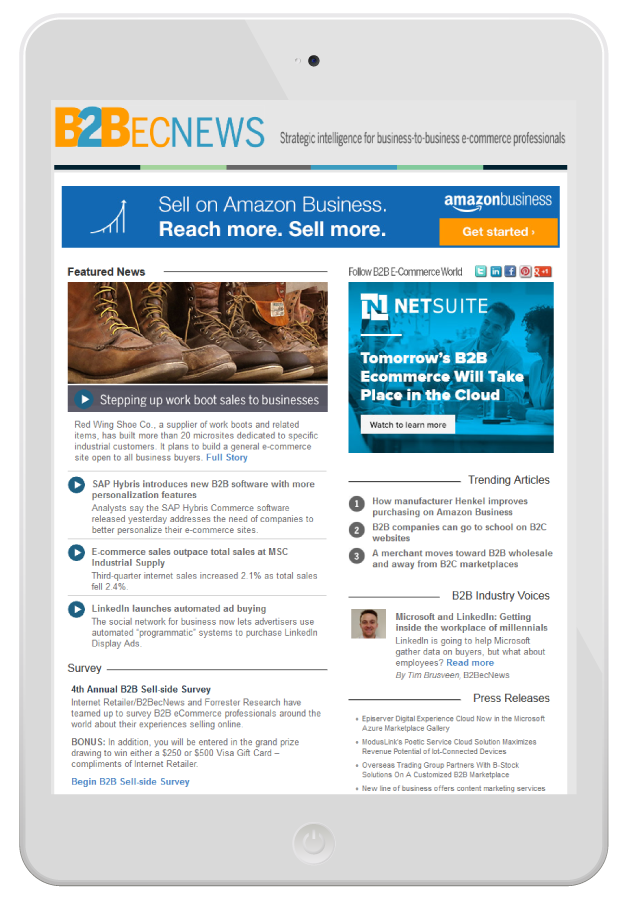 B2BECNEWS
Strategic intelligence for business-to-business e-commerce professionals
Sell on Amazon Business.
Reach more. Sell more.
amazonbusiness
Get started ›
Featured News
Stepping up work boot sales to businesses
Red Wing Shoe Co., a supplier of work boots and related
items, has built more than 20 microsites dedicated to specific
industrial customers. It plans to build a general e-commerce
site open to all business buyers. Full Story
SAP Hybris introduces new B2B software with more
personalization features
Analysts say the SAP Hybris Commerce software
released yesterday addresses the need of companies to
better personalize their e-commerce sites.
E-commerce sales outpace total sales at MSC
Industrial Supply
Third-quarter internet sales increased 2.1% as total sales
fell 2.4%.
LinkedIn launches automated ad buying
The social network for business now lets advertisers use
automated “programmatic” systems to purchase LinkedIn
Display Ads.
Survey
4th Annual B2B Sell-side Survey
Internet Retailer/B2BecNews and Forrester Research have
teamed up to survey B2B eCommerce professionals around the
world about their experiences selling online.
BONUS: In addition, you will be entered in the grand prize
drawing to win either a $250 or $500 Visa Gift Card –
compliments of Internet Retailer.
Begin B2B Sell-side Survey
Follow B2B E-Commerce World
N NETSUITE
Tomorrow’s B2B
Ecommerce Will Take
Place in the Cloud
Watch to learn more
Trending Articles
1 How manufacturer Henkel improves
purchasing on Amazon Business
2 B2B companies can go to school on B2C
websites
3 A merchant moves toward B2B wholesale
and away from B2C marketplaces
B2B Industry Voices
Microsoft and LinkedIn: Getting
inside the workplace of millennials
LinkedIn is going to help Microsoft
gather data on buyers, but what about
employees? Read more
By Tim Brusveen, B2BecNews
Press Releases
Episerver Digital Experience Cloud Now in the Microsoft
Azure Marketplace Gallery
ModusLink's Poetic Service Cloud Solution Maximizes
Revenue Potential of Iot-Connected Devices
Overseas Trading Group Partners With B-Stock
Solutions On A Customized B2B Marketplace
New line of business offers content marketing services